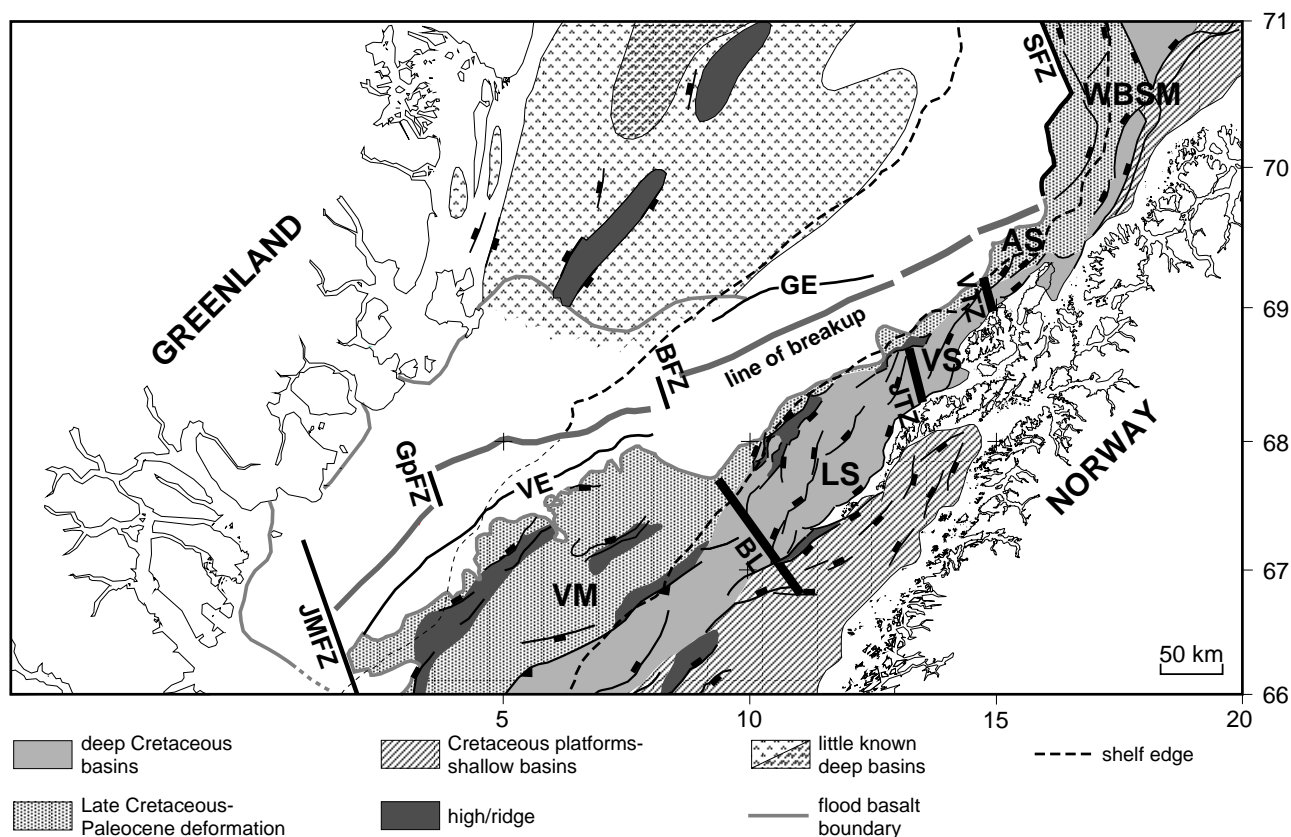 71
SFZ
WBSM
70
GREENLAND
AS
GE
VTZ
69
line of breakup
BFZ
VS
JTZ
NORWAY
68
GpFZ
VE
LS
BL
67
VM
JMFZ
50 km
66
5
10
15
20
deep Cretaceous
basins
Cretaceous platforms-
shallow basins
little known
deep basins
shelf edge
Late Cretaceous-
Paleocene deformation
high/ridge
flood basalt
boundary